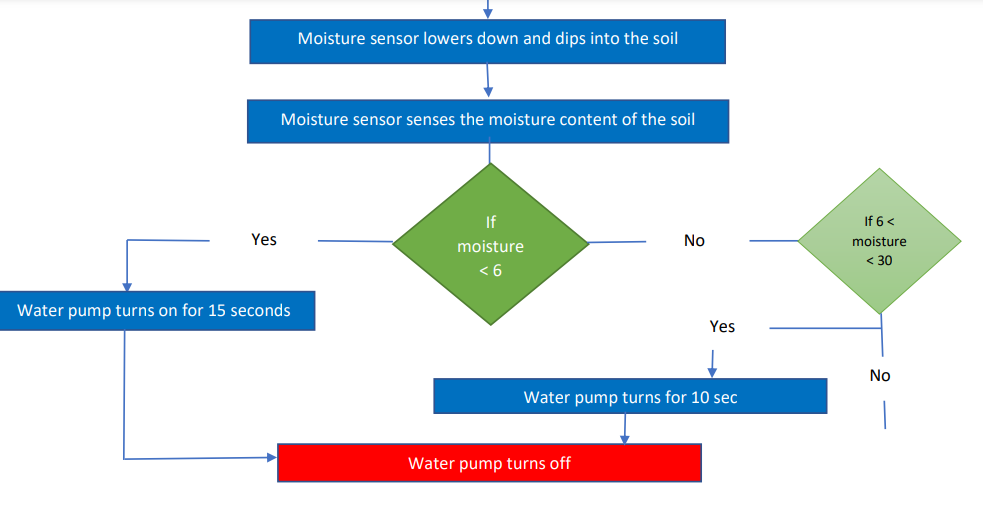 Moisture sensor lowers down and dips into the soil
Moisture sensor senses the moisture content of the soil
If
moisture
< 6
Yes
No
If 6 <
moisture
< 30
Water pump turns on for 15 seconds
Yes
No
Water pump turns for 10 sec
Water pump turns off